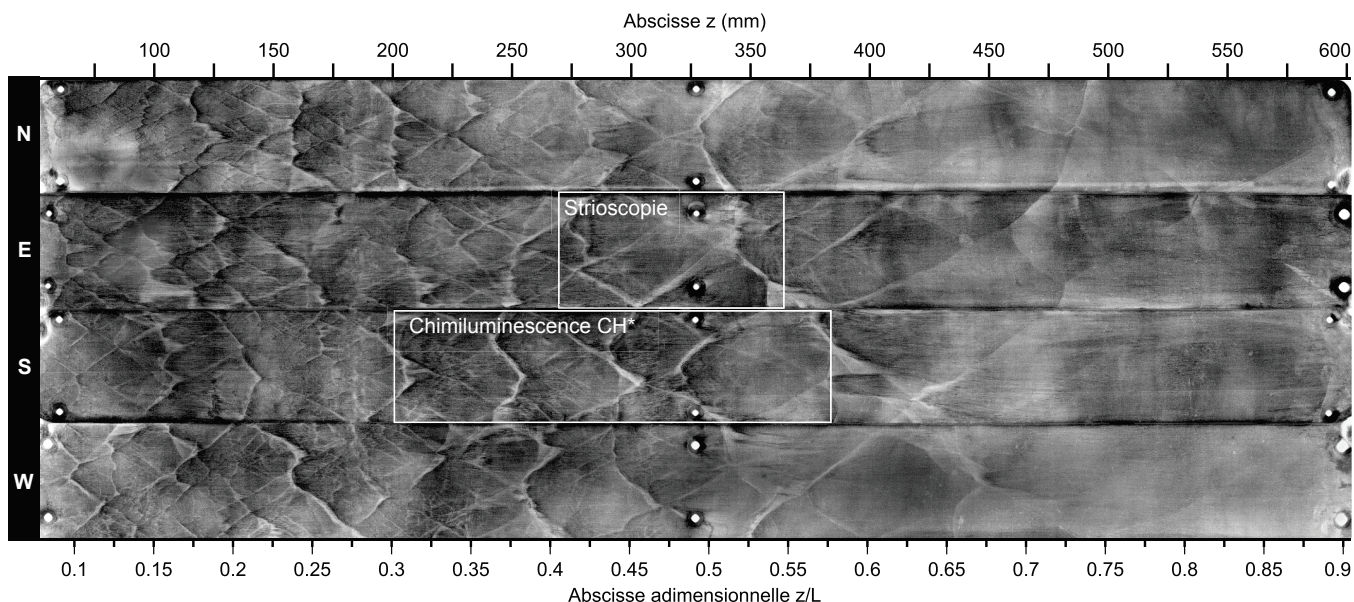 Abscisse z (mm)
100 150 200 250 300 350 400 450 500 550 600
N
Strioscopie
E
Chimiluminescence CH*
S
W
0.1 0.15 0.2 0.25 0.3 0.35 0.4 0.45 0.5 0.55 0.6 0.65 0.7 0.75 0.8 0.85 0.9
Abscisse adimensionnelle z/L